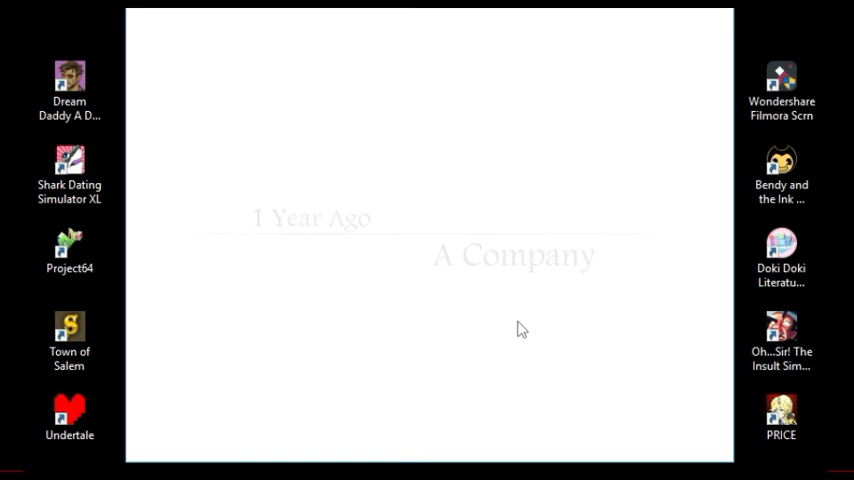 Dream
Daddy A D...
Shark Dating
Simulator XL
Project64
Town of
Salem
Undertale
1 Year Ago
A Company
Wondershare
Filmora Scrn
Bendy and
the Ink ...
Doki Doki
Literatu...
Oh...Sir! The
Insult Sim...
PRICE